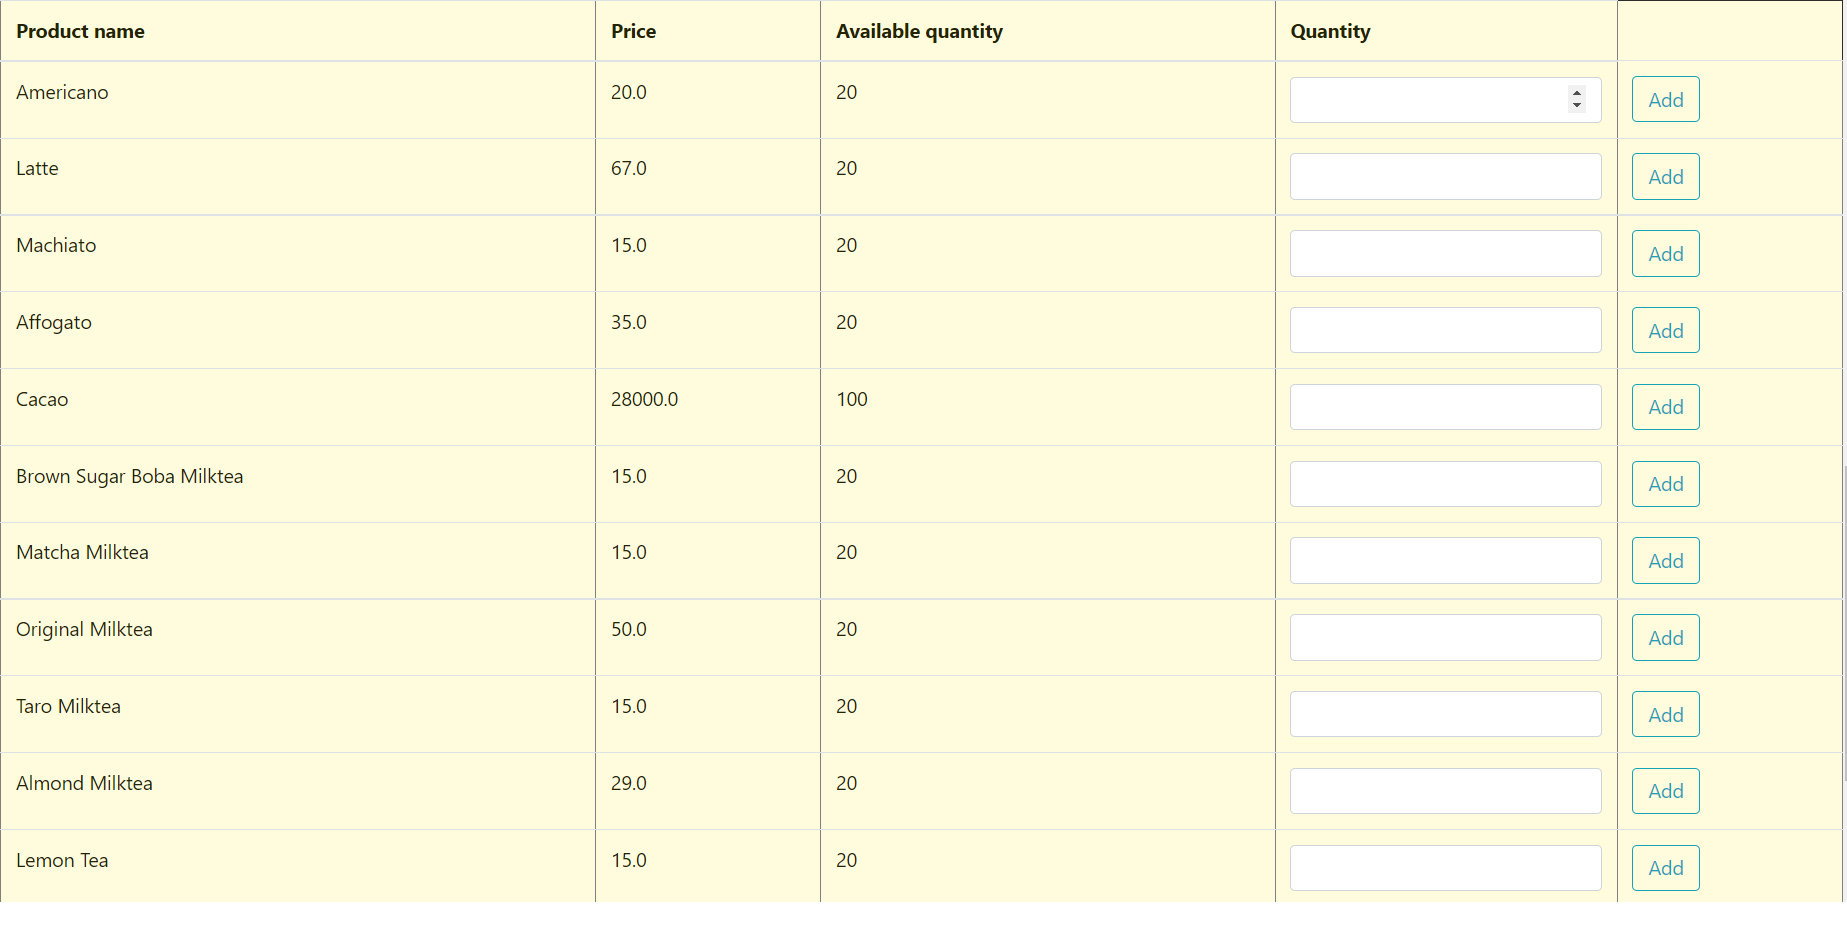 Product name Price Available quantity Quantity
Americano 20.0 20 Add
Latte 67.0 20 Add
Machiato 15.0 20 Add
Affogato 35.0 20 Add
Cacao 28000.0 100 Add
Brown Sugar Boba Milktea 15.0 20 Add
Matcha Milktea 15.0 20 Add
Original Milktea 50.0 20 Add
Taro Milktea 15.0 20 Add
Almond Milktea 29.0 20 Add
Lemon Tea 15.0 20 Add